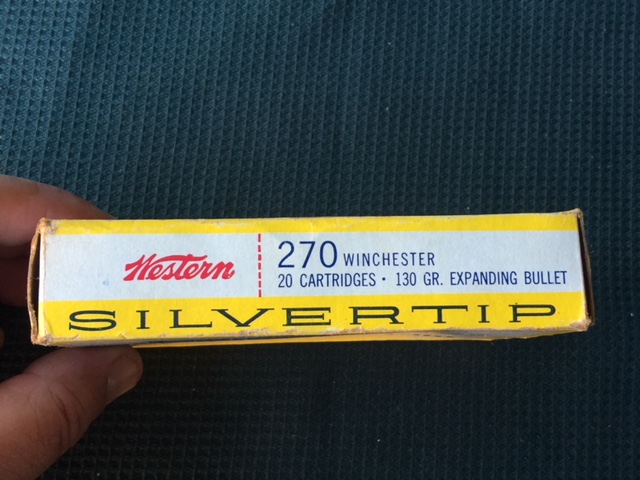 Western
270 WINCHESTER
20 CARTRIDGES • 130 GR. EXPANDING BULLET
SILVERTIP